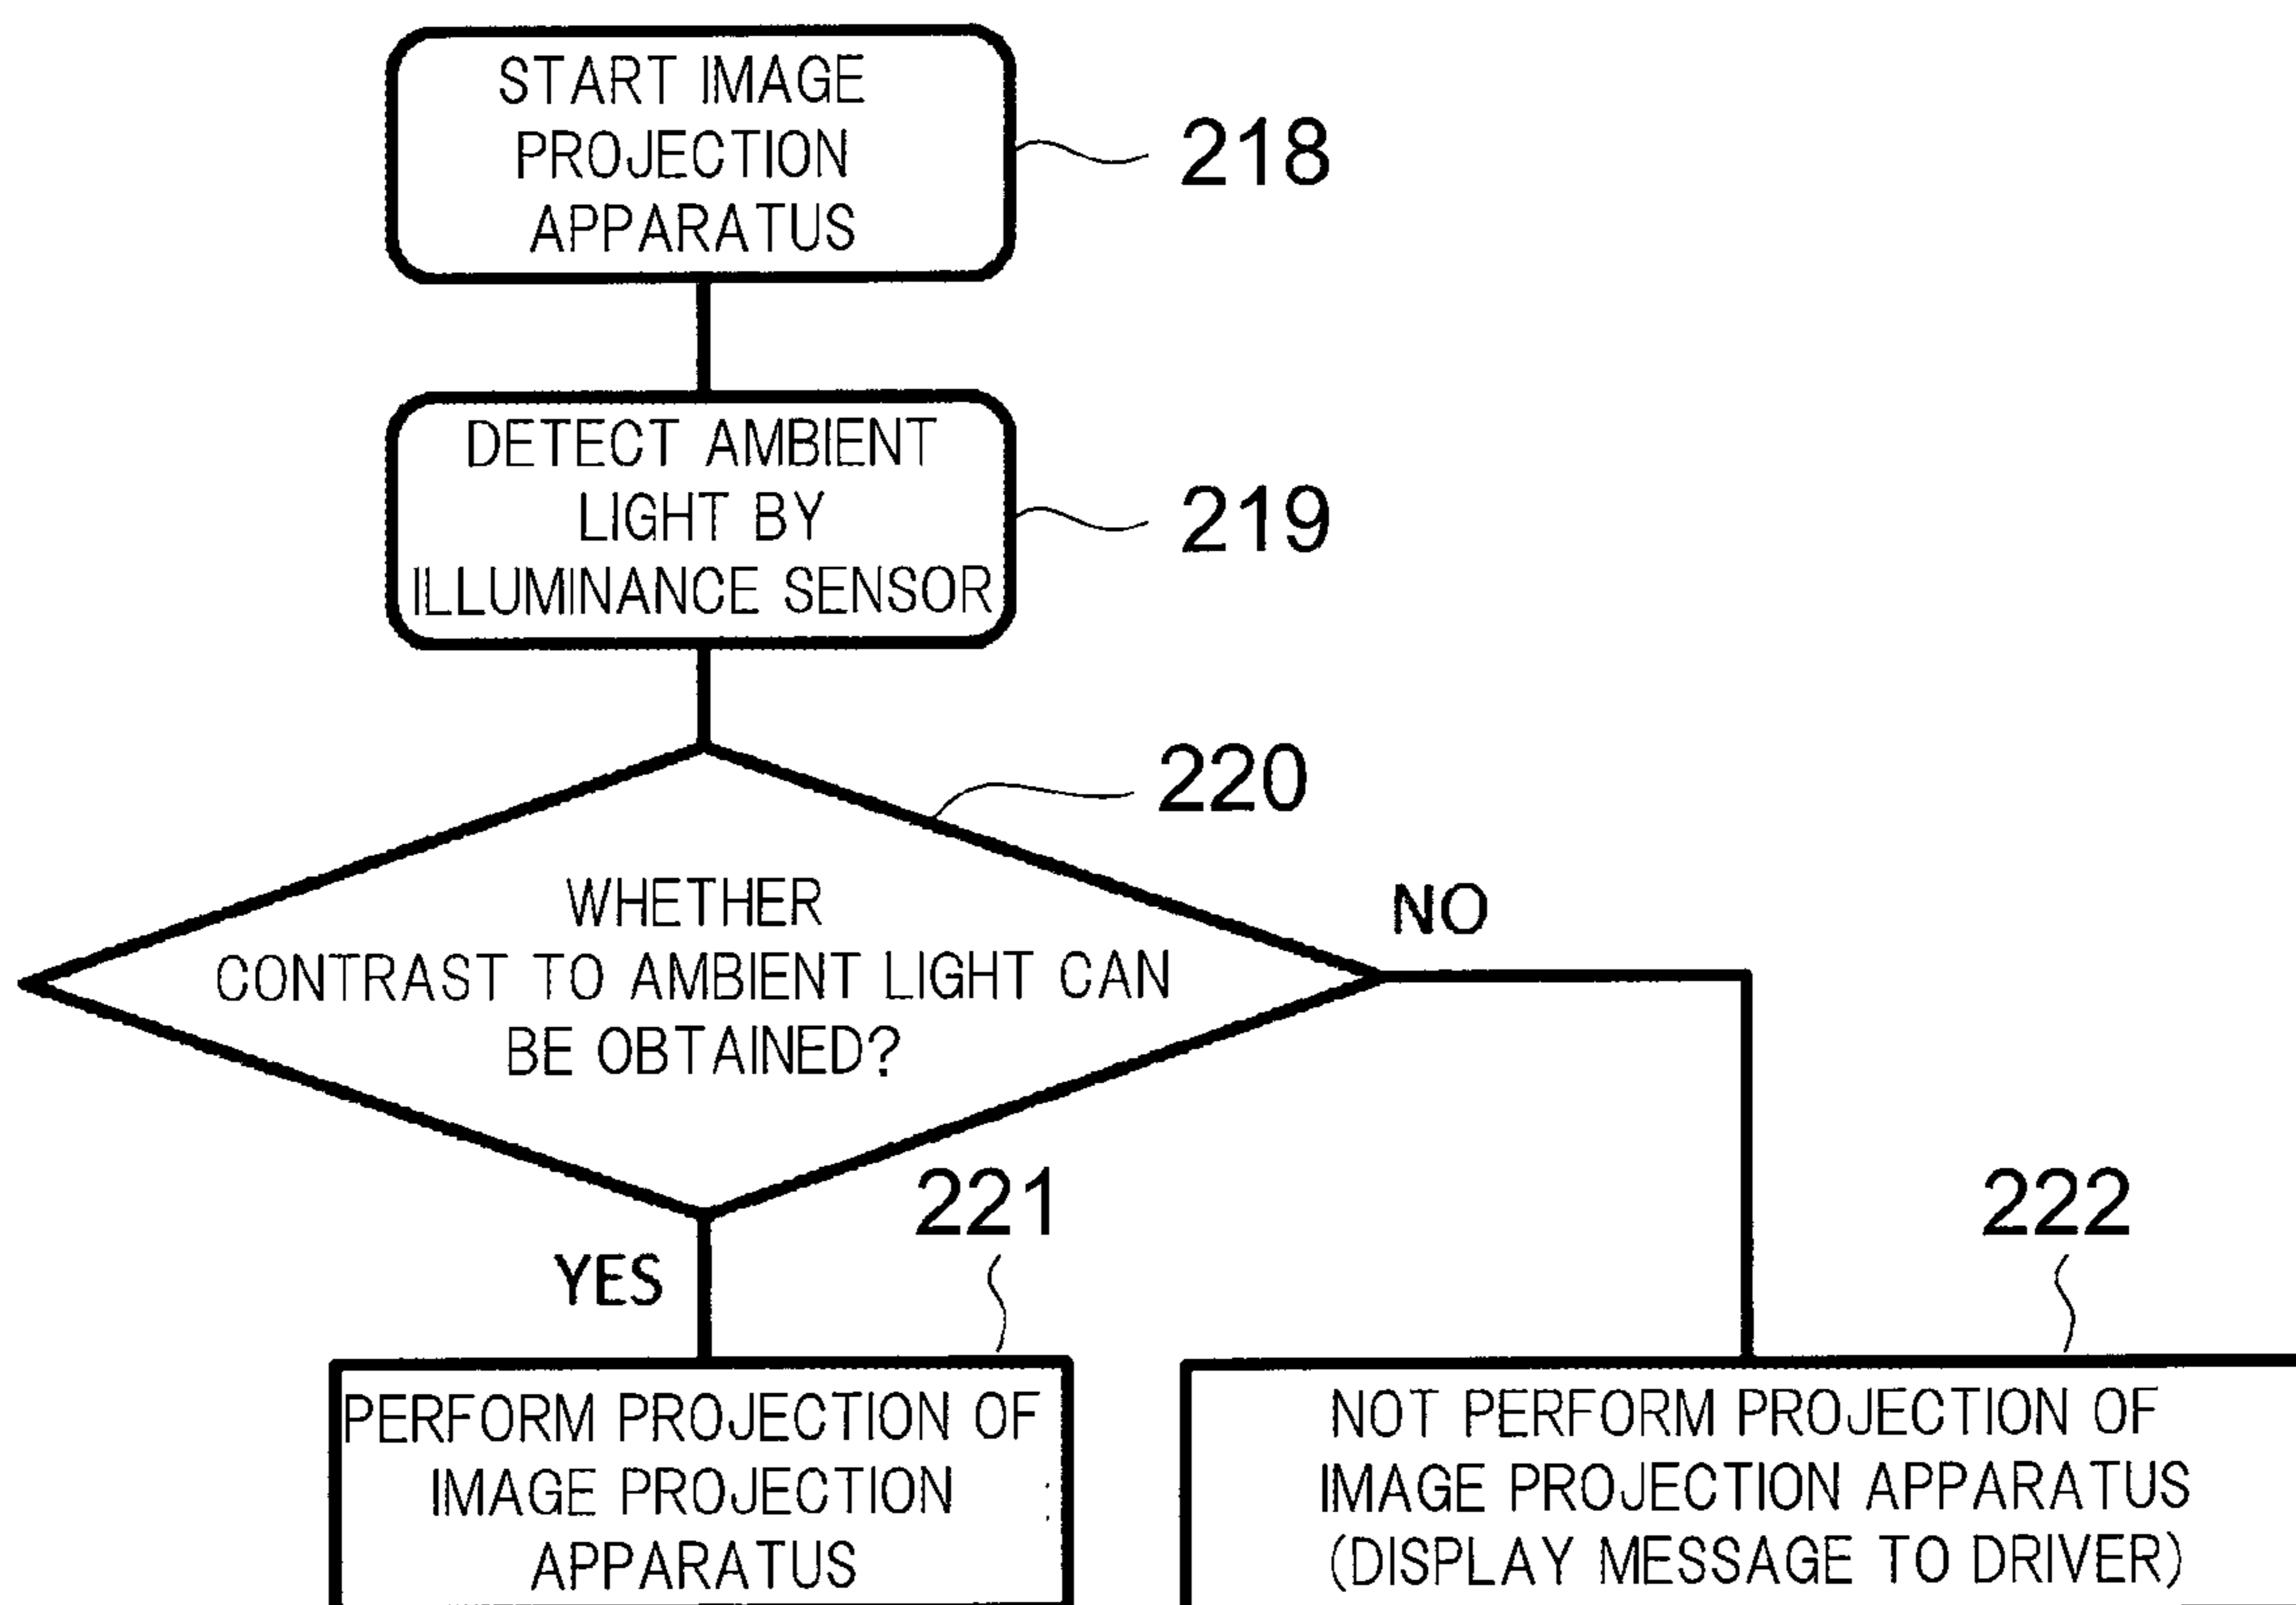 START IMAGE
PROJECTION
APPARATUS
218
DETECT AMBIENT
LIGHT BY
ILLUMINANCE SENSOR
219
220
WHETHER
CONTRAST TO AMBIENT LIGHT CAN
BE OBTAINED?
NO
YES
221
222
PERFORM PROJECTION OF
IMAGE PROJECTION
APPARATUS
NOT PERFORM PROJECTION OF
IMAGE PROJECTION APPARATUS
(DISPLAY MESSAGE TO DRIVER)